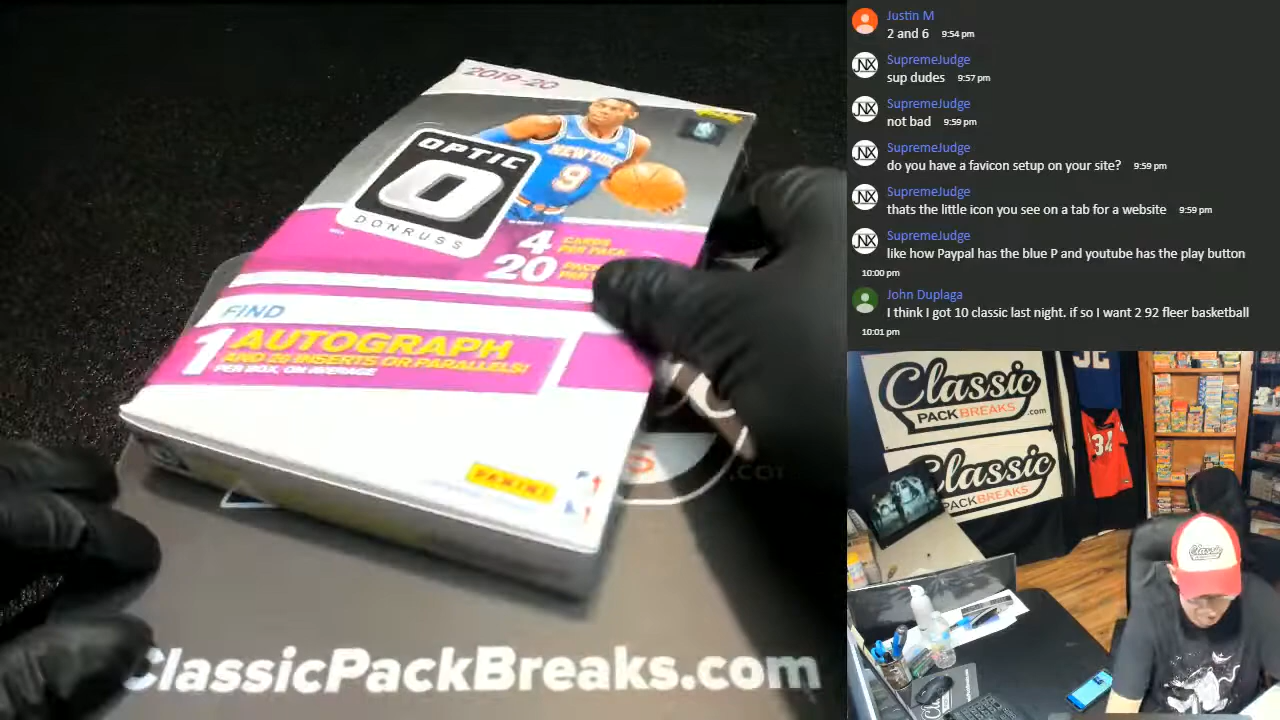 2019-20
OPTIC
DONRUSS
NEW YORK
9
4 CARDS PER PACK
20
FIND
1 AUTOGRAPH
AND 20 INSERTS OR PARALLELS!
PER BOX, ON AVERAGE
PANINI
.com
ClassicPackBreaks.com
Justin M
2 and 6 9:54 pm
SupremeJudge
sup dudes 9:57 pm
SupremeJudge
not bad 9:59 pm
SupremeJudge
do you have a favicon setup on your site? 9:59 pm
SupremeJudge
thats the little icon you see on a tab for a website 9:59 pm
SupremeJudge
like how Paypal has the blue P and youtube has the play button
10:00 pm
John Duplaga
I think I got 10 classic last night. if so I want 2 92 fleer basketball
10:01 pm
Classic
PACKBREAKS.com
Classic
PACKBREAKS
34
Classic